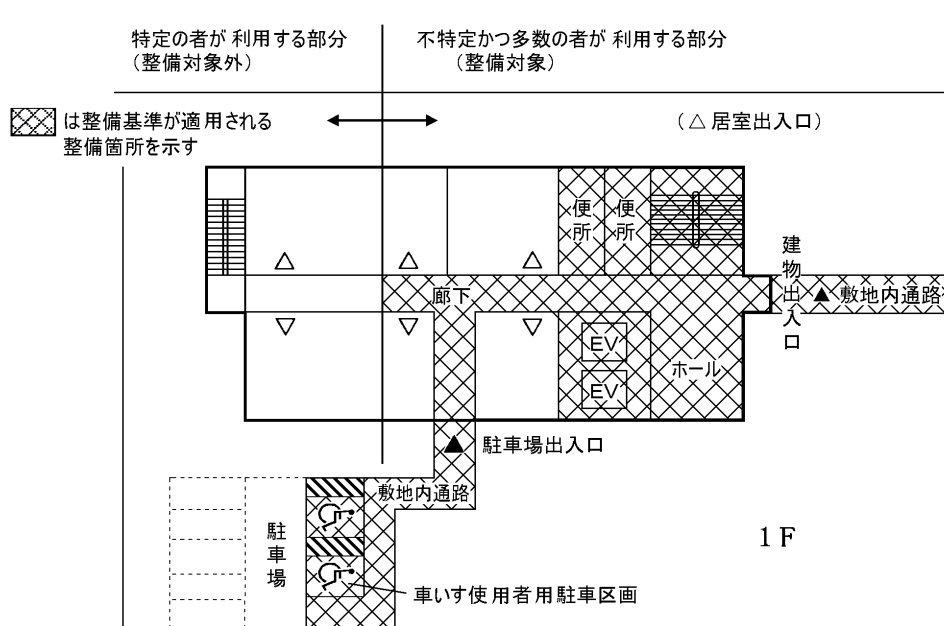 特定の者が利用する部分
（整備対象外）
不特定かつ多数の者が利用する部分
（整備対象）
は整備基準が適用される
整備箇所を示す
（△居室出入口）
便所
便所
建物出入口
廊下
敷地内通路
EV
EV
ホール
駐車場出入口
敷地内通路
駐車場
1F
車いす使用者用駐車区画